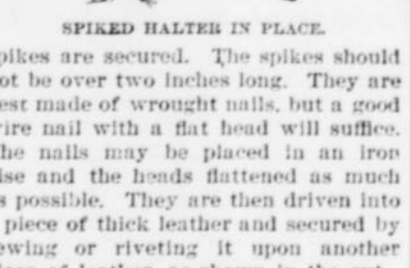 SPIKED HALTER IN PLACE.
pikes are secured. The spikes should
ot be over two inches long. They are
est made of wrought nails, but a good
ire nail with a flat head will suffice.
he nails may be placed in an iron
ise and the heads flattened as much
s possible. They are then driven into
piece of thick leather and secured by
ewing or riveting it upon another